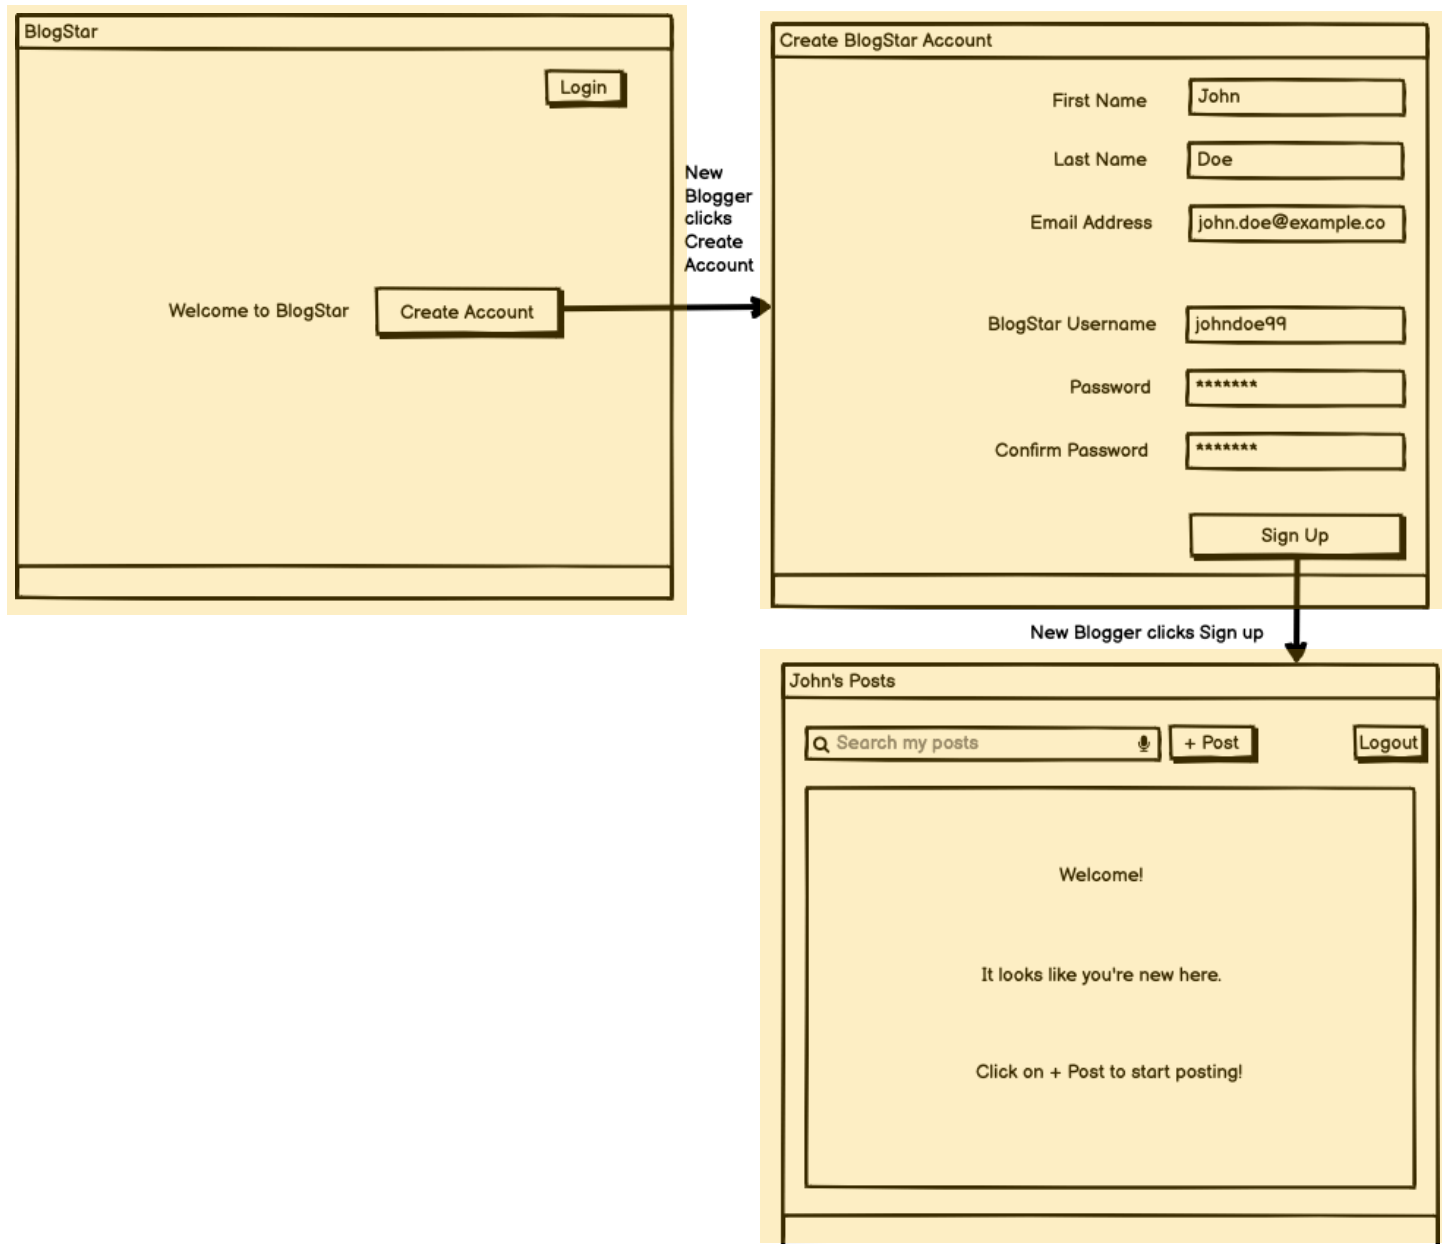 BlogStar
Login
Welcome to BlogStar
Create Account
New
Blogger
clicks
Create
Account
Create BlogStar Account
First Name
John
Last Name
Doe
Email Address
john.doe@example.co
BlogStar Username
johndoe99
Password
*******
Confirm Password
*******
Sign Up
New Blogger clicks Sign up
John's Posts
Search my posts
+ Post
Logout
Welcome!
It looks like you're new here.
Click on + Post to start posting!